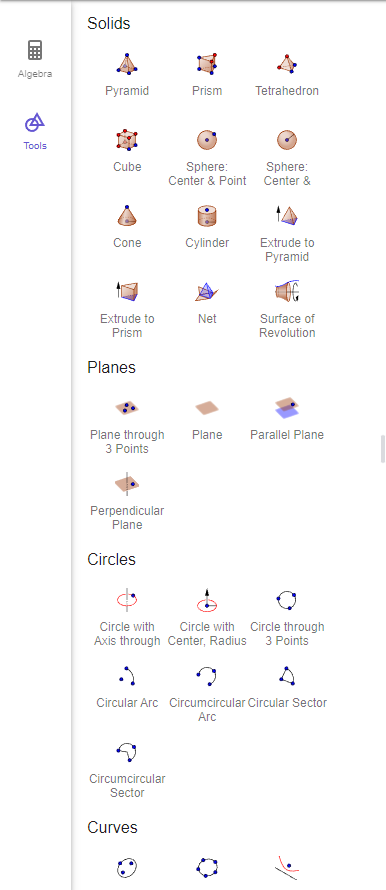 Solids
Algebra
Tools
Pyramid
Prism
Tetrahedron
Cube
Sphere:
Center & Point
Sphere:
Center &
Cone
Cylinder
Extrude to
Pyramid
Extrude to
Prism
Net
Surface of
Revolution
Planes
Plane through
3 Points
Plane
Parallel Plane
Perpendicular
Plane
Circles
Circle with
Axis through
Circle with
Center, Radius
Circle through
3 Points
Circular Arc
Circumcircular
Arc
Circular Sector
Circumcircular
Sector
Curves